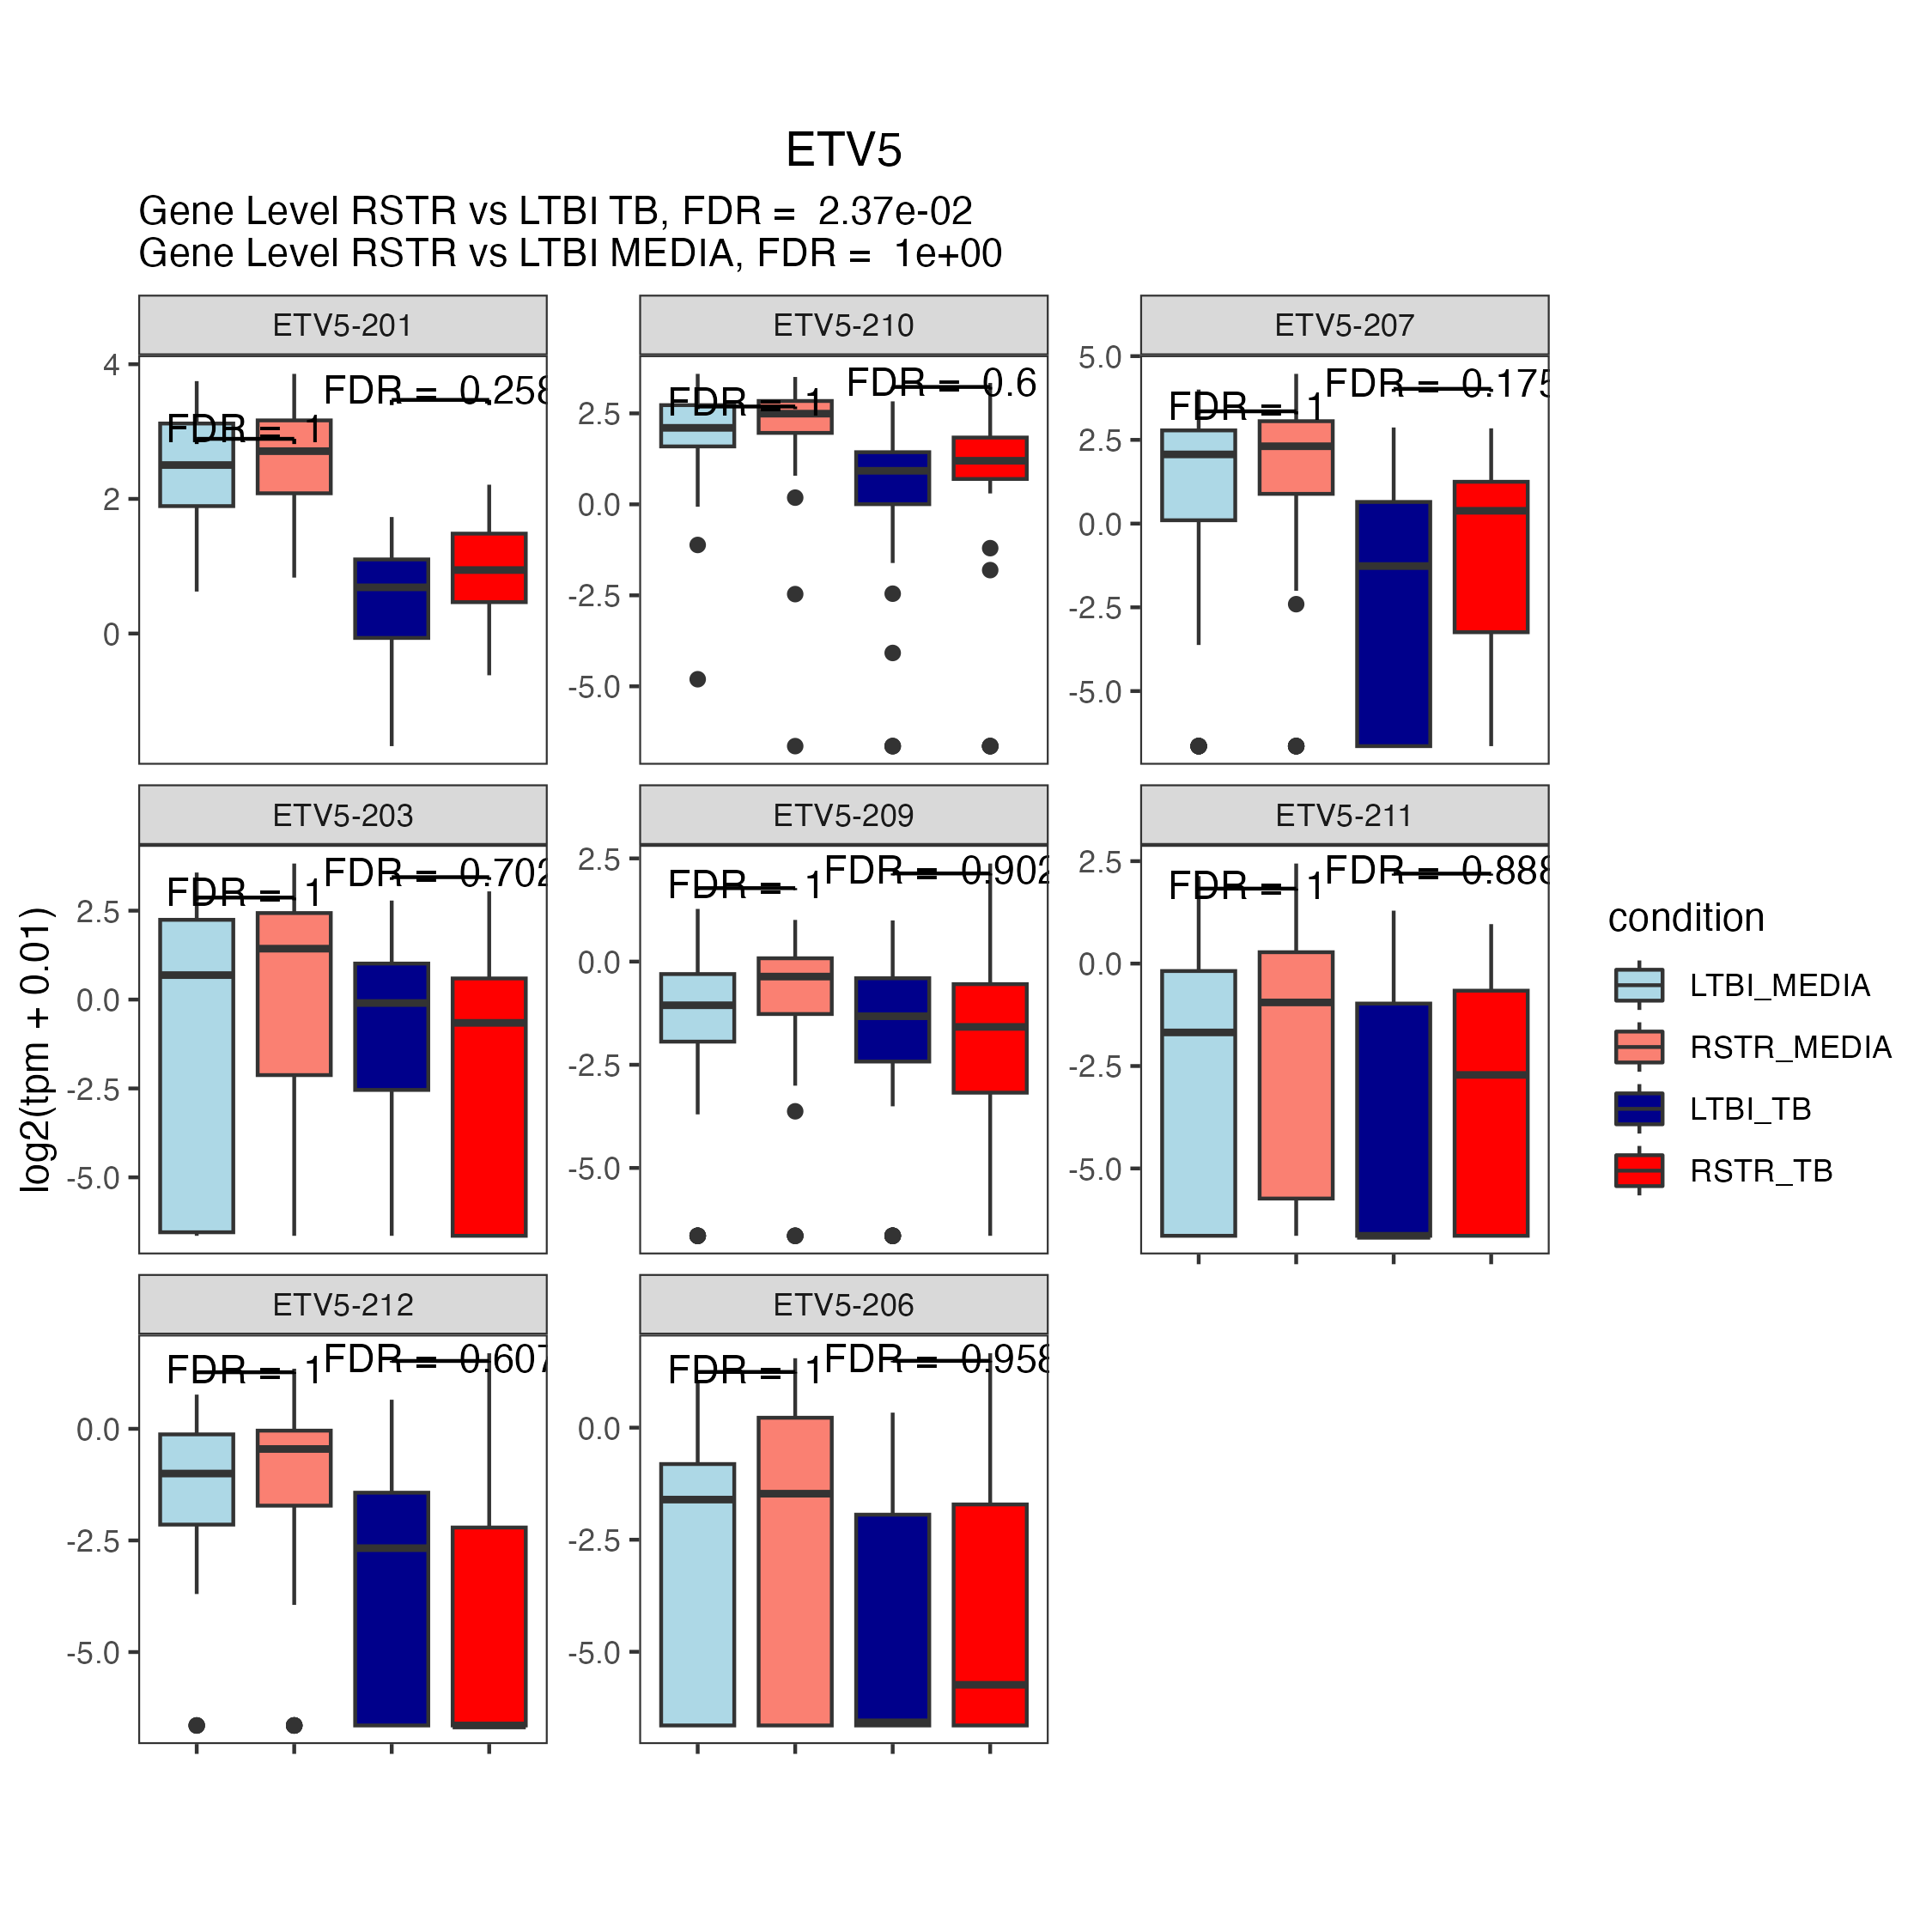 ETV5
Gene Level RSTR vs LTBI TB, FDR = 2.37e-02
Gene Level RSTR vs LTBI MEDIA, FDR = 1e+00
ETV5-201
ETV5-210
ETV5-207
4
2
0
FDR = 1
FDR = 0.258
2.5
0.0
-2.5
-5.0
FDR = 1
FDR = 0.6
5.0
2.5
0.0
-2.5
-5.0
FDR = 1
FDR = 0.175
ETV5-203
ETV5-209
ETV5-211
log2(tpm + 0.01)
2.5
0.0
-2.5
-5.0
FDR = 1
FDR = 0.702
2.5
0.0
-2.5
-5.0
FDR = 1
FDR = 0.902
2.5
0.0
-2.5
-5.0
FDR = 1
FDR = 0.888
condition
LTBI_MEDIA
RSTR_MEDIA
LTBI_TB
RSTR_TB
ETV5-212
ETV5-206
0.0
-2.5
-5.0
FDR = 1
FDR = 0.607
0.0
-2.5
-5.0
FDR = 1
FDR = 0.958